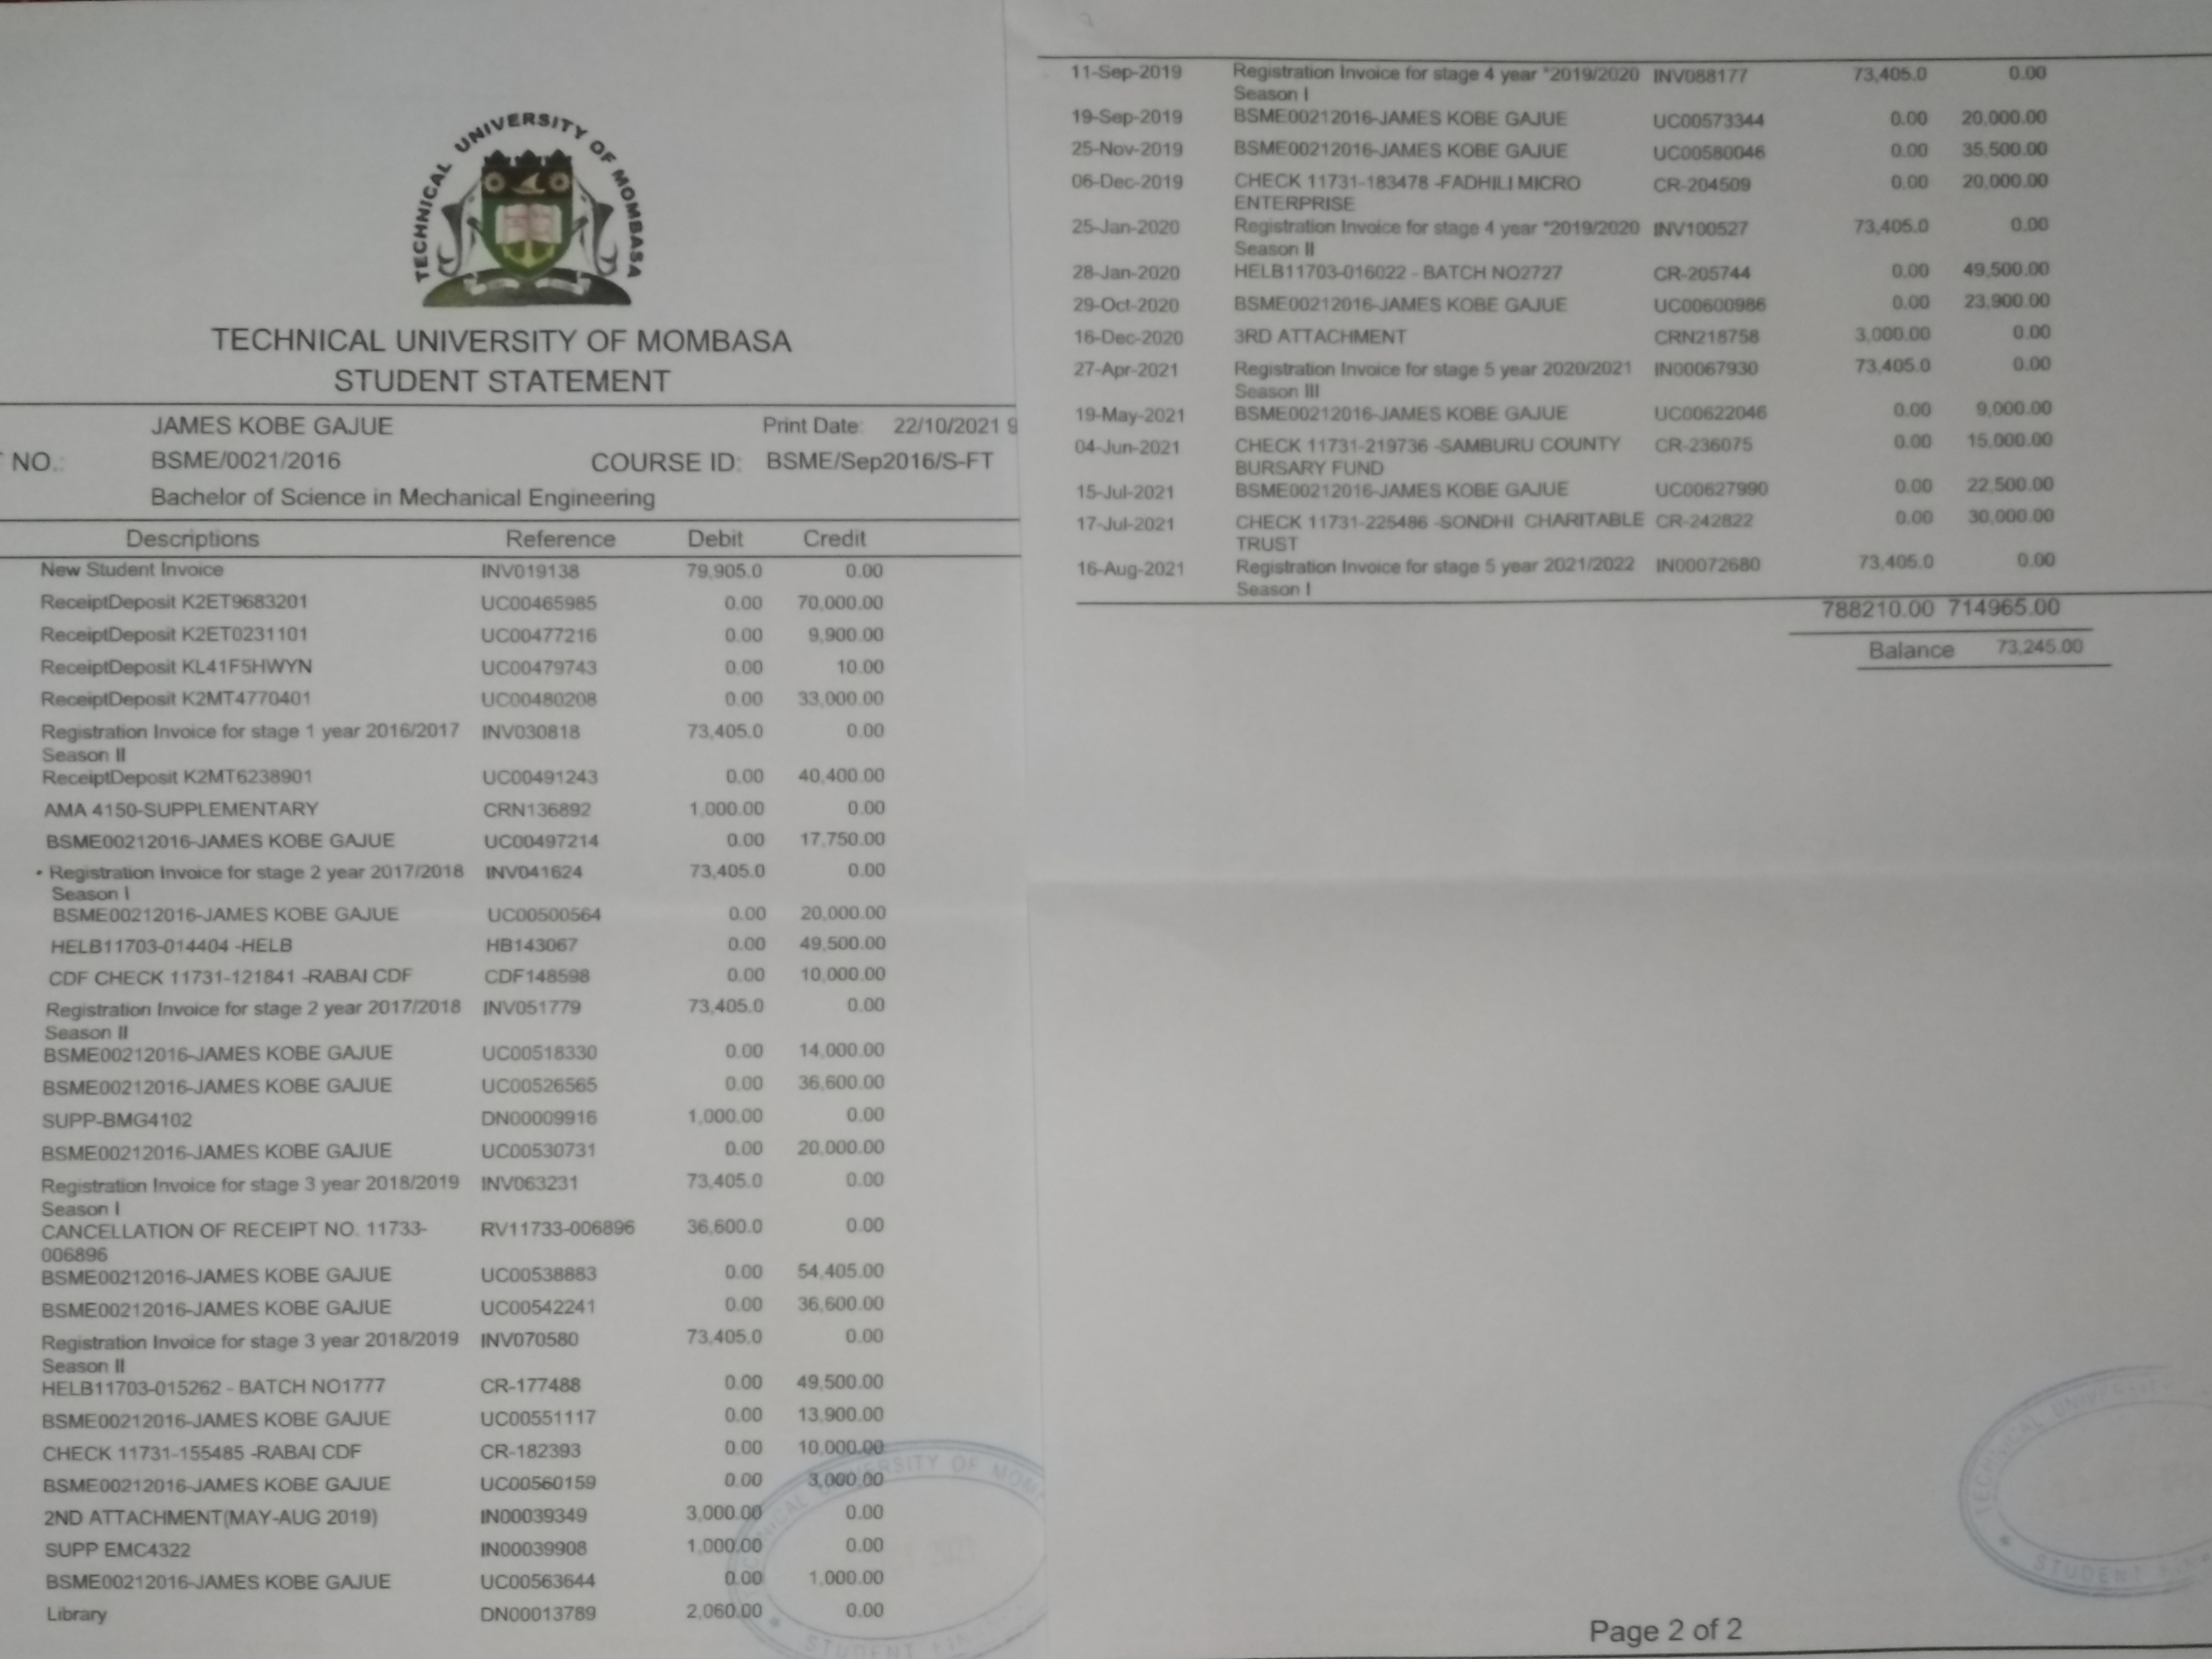 TECHNICAL UNIVERSITY OF MOMBASA
TECHNICAL UNIVERSITY OF MOMBASA
STUDENT STATEMENT
JAMES KOBE GAJUE Print Date: 22/10/2021 9
NO.: BSME/0021/2016 COURSE ID: BSME/Sep2016/S-FT
Bachelor of Science in Mechanical Engineering
Descriptions Reference Debit Credit
New Student Invoice INV019138 79,905.0 0.00
ReceiptDeposit K2ET9683201 UC00465985 0.00 70,000.00
ReceiptDeposit K2ET0231101 UC00477216 0.00 9,900.00
ReceiptDeposit KL41F5HWYN UC00479743 0.00 10.00
ReceiptDeposit K2MT4770401 UC00480208 0.00 33,000.00
Registration Invoice for stage 1 year 2016/2017 INV030818 73,405.0 0.00
Season II
ReceiptDeposit K2MT6238901 UC00491243 0.00 40,400.00
AMA 4150-SUPPLEMENTARY CRN136892 1,000.00 0.00
BSME00212016-JAMES KOBE GAJUE UC00497214 0.00 17,750.00
Registration Invoice for stage 2 year 2017/2018 INV041624 73,405.0 0.00
Season I
BSME00212016-JAMES KOBE GAJUE UC00500564 0.00 20,000.00
HELB11703-014404 -HELB HB143067 0.00 49,500.00
CDF CHECK 11731-121841 -RABAI CDF CDF148598 0.00 10,000.00
Registration Invoice for stage 2 year 2017/2018 INV051779 73,405.0 0.00
Season II
BSME00212016-JAMES KOBE GAJUE UC00518330 0.00 14,000.00
BSME00212016-JAMES KOBE GAJUE UC00526565 0.00 36,600.00
SUPP-BMG4102 DN00009916 1,000.00 0.00
BSME00212016-JAMES KOBE GAJUE UC00530731 0.00 20,000.00
Registration Invoice for stage 3 year 2018/2019 INV063231 73,405.0 0.00
Season I
CANCELLATION OF RECEIPT NO. 11733- RV11733-006896 36,600.0 0.00
006896
BSME00212016-JAMES KOBE GAJUE UC00538883 0.00 54,405.00
BSME00212016-JAMES KOBE GAJUE UC00542241 0.00 36,600.00
Registration Invoice for stage 3 year 2018/2019 INV070580 73,405.0 0.00
Season II
HELB11703-015262 - BATCH NO1777 CR-177488 0.00 49,500.00
BSME00212016-JAMES KOBE GAJUE UC00551117 0.00 13,900.00
CHECK 11731-155485 -RABAI CDF CR-182393 0.00 10,000.00
BSME00212016-JAMES KOBE GAJUE UC00560159 0.00 3,000.00
2ND ATTACHMENT(MAY-AUG 2019) IN00039349 3,000.00 0.00
SUPP EMC4322 IN00039908 1,000.00 0.00
BSME00212016-JAMES KOBE GAJUE UC00563644 0.00 1,000.00
Library DN00013789 2,060.00 0.00
11-Sep-2019 Registration Invoice for stage 4 year "2019/2020 INV088177 73,405.0 0.00
Season I
19-Sep-2019 BSME00212016-JAMES KOBE GAJUE UC00573344 0.00 20,000.00
25-Nov-2019 BSME00212016-JAMES KOBE GAJUE UC00580046 0.00 35,500.00
06-Dec-2019 CHECK 11731-183478 -FADHILI MICRO CR-204509 0.00 20,000.00
ENTERPRISE
25-Jan-2020 Registration Invoice for stage 4 year "2019/2020 INV100527 73,405.0 0.00
Season II
28-Jan-2020 HELB11703-016022 - BATCH NO2727 CR-205744 0.00 49,500.00
29-Oct-2020 BSME00212016-JAMES KOBE GAJUE UC00600986 0.00 23,900.00
16-Dec-2020 3RD ATTACHMENT CRN218758 3,000.00 0.00
27-Apr-2021 Registration Invoice for stage 5 year 2020/2021 IN00067930 73,405.0 0.00
Season III
19-May-2021 BSME00212016-JAMES KOBE GAJUE UC00622046 0.00 9,000.00
04-Jun-2021 CHECK 11731-219736 -SAMBURU COUNTY CR-236075 0.00 15,000.00
BURSARY FUND
15-Jul-2021 BSME00212016-JAMES KOBE GAJUE UC00627990 0.00 22,500.00
17-Jul-2021 CHECK 11731-225486 -SONDHI CHARITABLE CR-242822 0.00 30,000.00
TRUST
16-Aug-2021 Registration Invoice for stage 5 year 2021/2022 IN00072680 73,405.0 0.00
Season I
788210.00 714965.00
Balance 73,245.00
Page 2 of 2